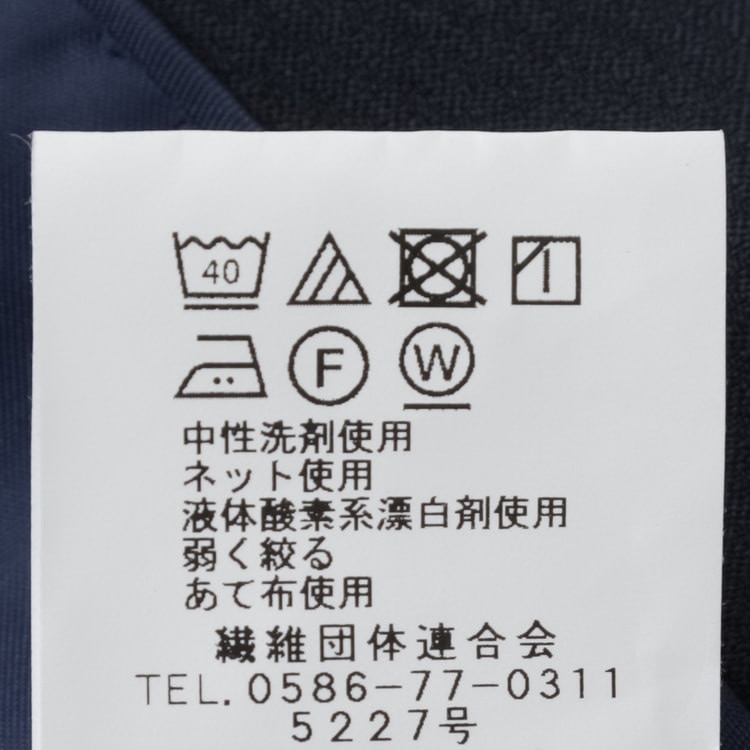 40
F W
中性洗剤使用
ネット使用
液体酸素系漂白剤使用
弱く絞る
あて布使用
繊維団体連合会
TEL.0586-77-0311
5227号